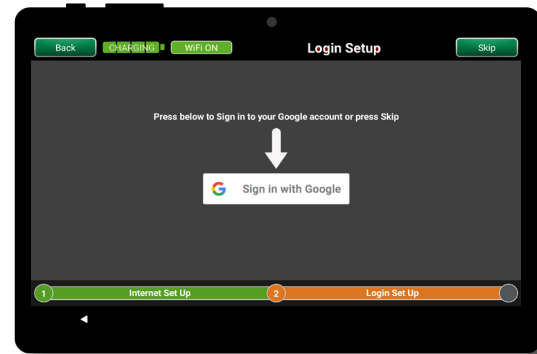 Back
CHARGING
WiFi ON
Login Setup
Skip
Press below to Sign in to your Google account or press Skip
G Sign in with Google
1 Internet Set Up 2 Login Set Up